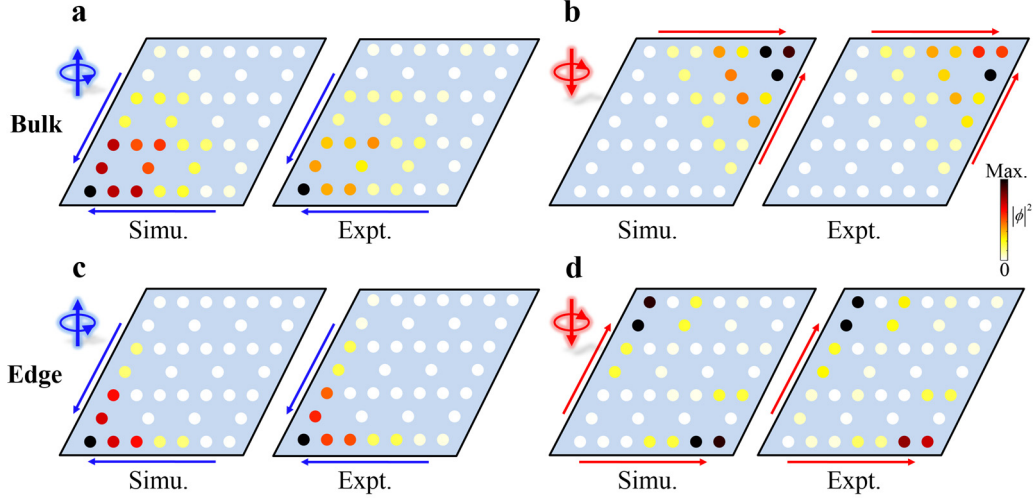 a
b
Bulk
Simu.
Expt.
Simu.
Expt.
Max.
|ϕ|²
0
c
d
Edge
Simu.
Expt.
Simu.
Expt.